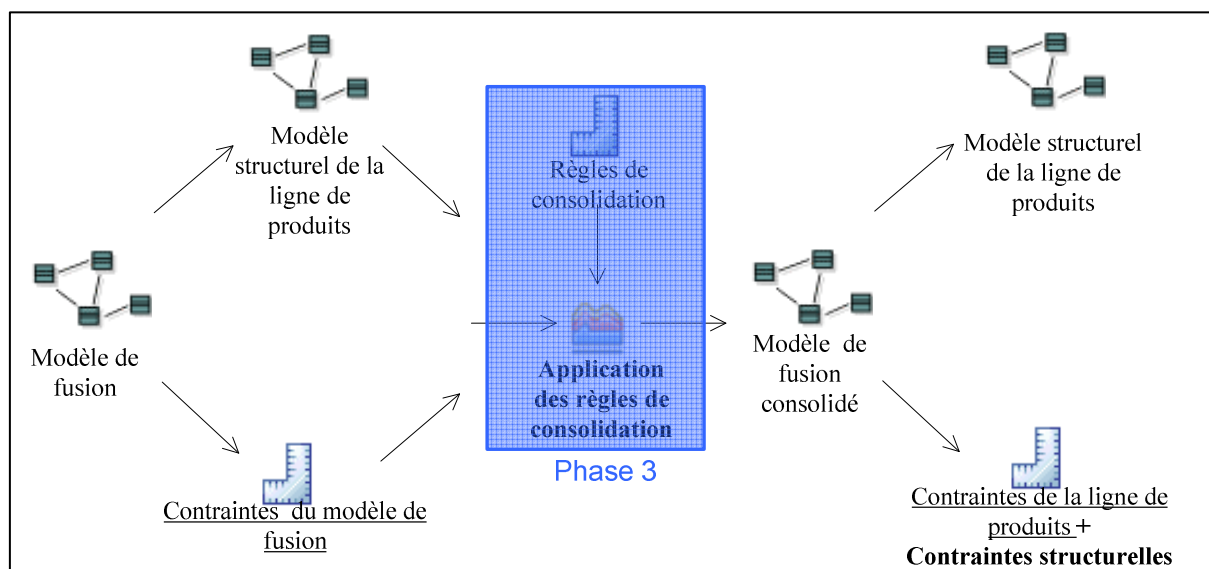 Modèle de
fusion
Modèle
structurel de la
ligne de
produits
Contraintes du modèle de
fusion
Règles de
consolidation
Application
des règles de
consolidation
Phase 3
Modèle de
fusion
consolidé
Modèle structurel
de la ligne de
produits
Contraintes de la ligne de
produits +
Contraintes structurelles